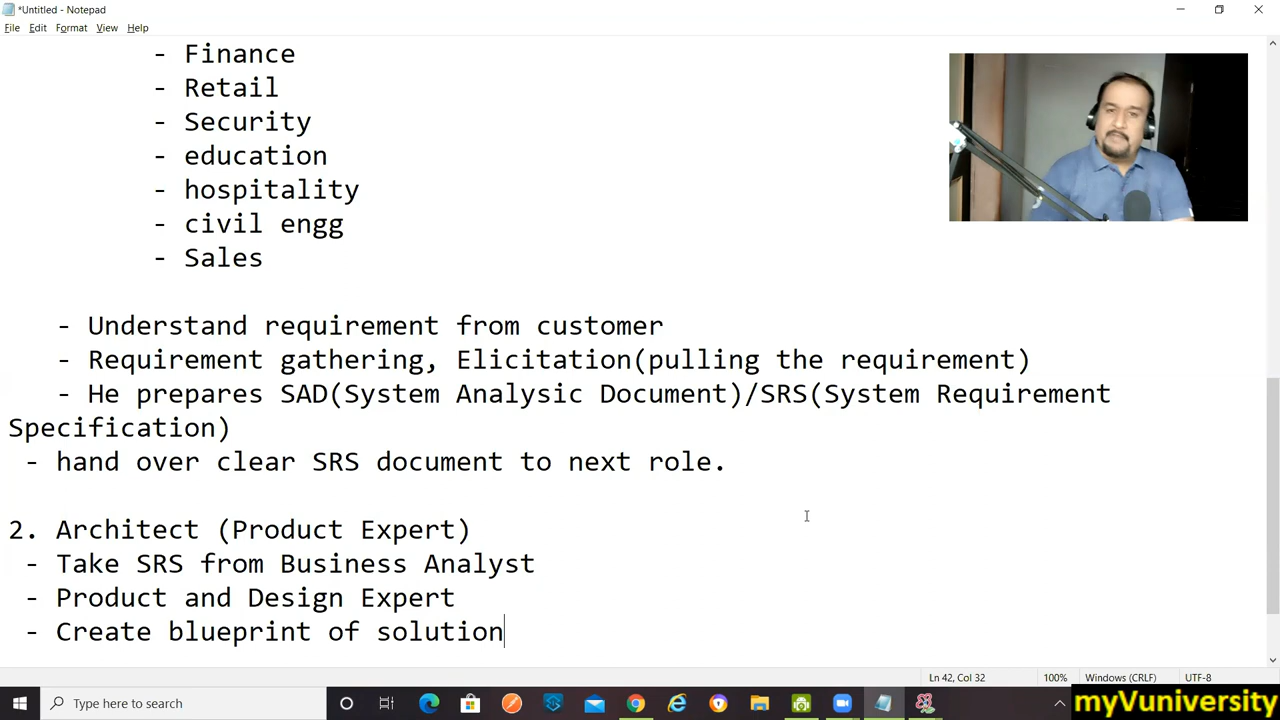 *Untitled - Notepad
File Edit Format View Help
- Finance
- Retail
- Security
- education
- hospitality
- civil engg
- Sales
- Understand requirement from customer
- Requirement gathering, Elicitation(pulling the requirement)
- He prepares SAD(System Analysic Document)/SRS(System Requirement
Specification)
- hand over clear SRS document to next role.
2. Architect (Product Expert)
- Take SRS from Business Analyst
- Product and Design Expert
- Create blueprint of solution
Ln 42, Col 32 100% Windows (CRLF) UTF-8
Type here to search
myVuniversity